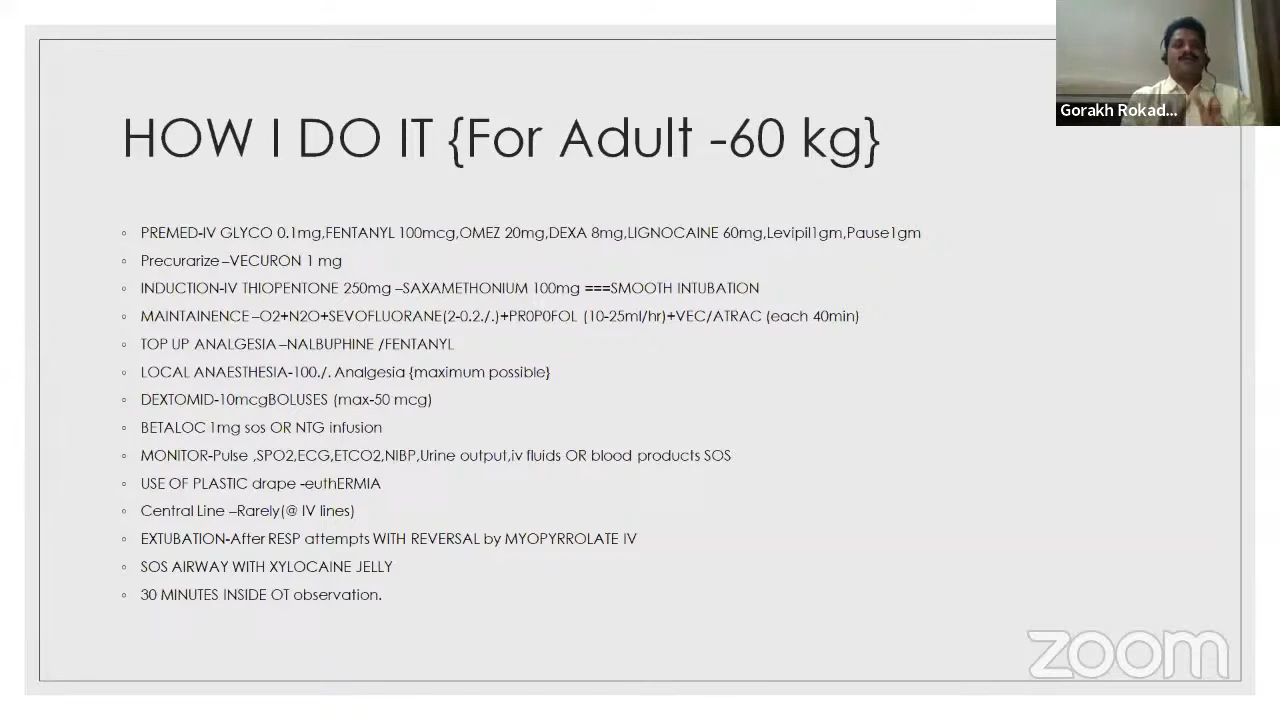 HOW I DO IT {For Adult -60 kg}
Gorakh Rokad...
PREMED-IV GLYCO 0.1mg,FENTANYL 100mcg,OMEZ 20mg,DEXA 8mg,LIGNOCAINE 60mg,Levipil1gm,Pause1gm
Precurarize –VECURON 1 mg
INDUCTION-IV THIOPENTONE 250mg –SAXAMETHONIUM 100mg ===SMOOTH INTUBATION
MAINTAINENCE –O2+N2O+SEVOFLUORANE(2-0.2./.)+PR0P0FOL (10-25ml/hr)+VEC/ATRAC (each 40min)
TOP UP ANALGESIA –NALBUPHINE /FENTANYL
LOCAL ANAESTHESIA-100./. Analgesia {maximum possible}
DEXTOMID-10mcgBOLUSES (max-50 mcg)
BETALOC 1mg sos OR NTG infusion
MONITOR-Pulse ,SPO2,ECG,ETCO2,NIBP,Urine output,iv fluids OR blood products SOS
USE OF PLASTIC drape -euthERMIA
Central Line –Rarely(@ IV lines)
EXTUBATION-After RESP attempts WITH REVERSAL by MYOPYRROLATE IV
SOS AIRWAY WITH XYLOCAINE JELLY
30 MINUTES INSIDE OT observation.
zoom